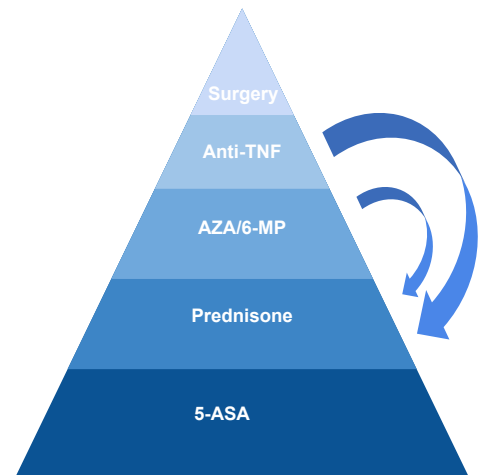 Surgery
Anti-TNF
AZA/6-MP
Prednisone
5-ASA